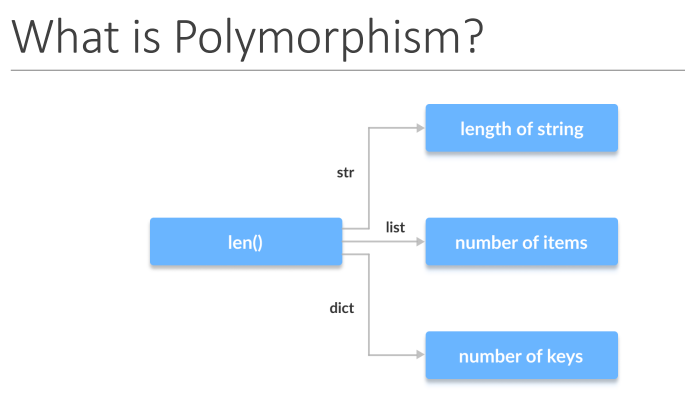 What is Polymorphism?
length of string
str
list
len()
number of items
dict
number of keys